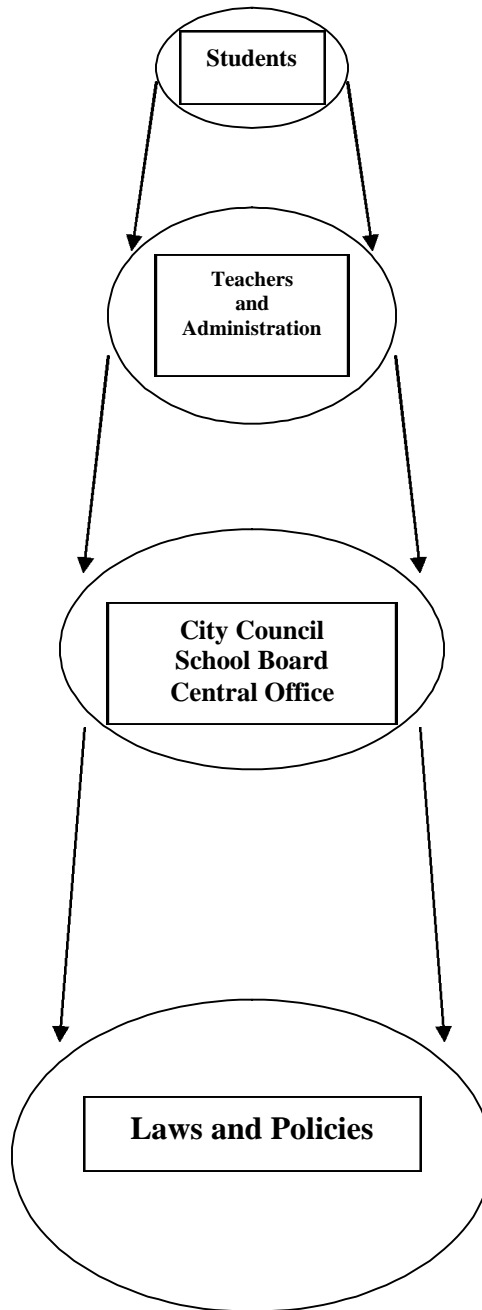 Students
Teachers
and
Administration
City Council
School Board
Central Office
Laws and Policies